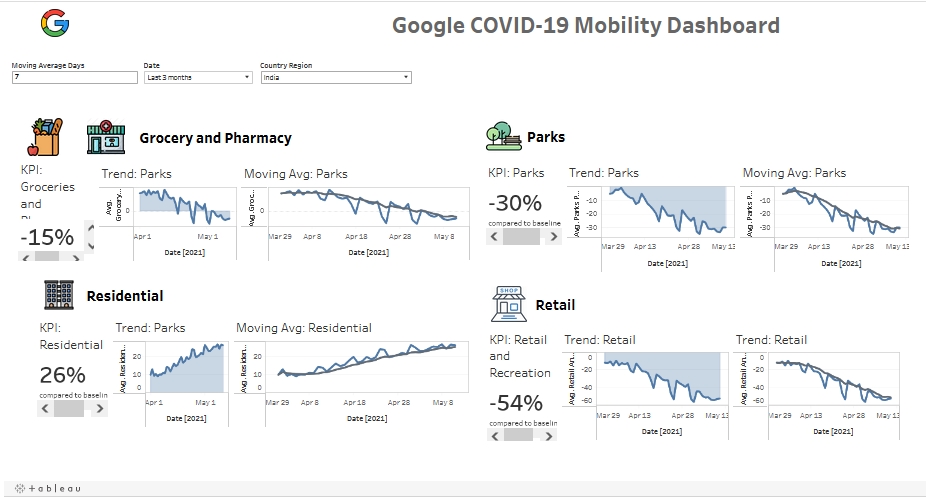 Google COVID-19 Mobility Dashboard
Moving Average Days
7
Date
Last 3 months
Country Region
India
Grocery and Pharmacy
KPI:
Groceries
and
-15%
Trend: Parks
Avg.
Grocery...
0
Apr 1
May 1
Date [2021]
Moving Avg: Parks
Avg. Groc...
0
Mar 29
Apr 8
Apr 18
Apr 28
May 8
Date [2021]
Parks
KPI: Parks
-30%
compared to baseline
Trend: Parks
Avg. Parks P...
-10
-20
-30
Mar 29
Apr 13
Apr 28
May 13
Date [2021]
Moving Avg: Parks
Avg. Parks P...
-10
-20
-30
Mar 29
Apr 13
Apr 28
May 13
Date [2021]
Residential
KPI:
Residential
26%
compared to baselin
Trend: Parks
Avg. Residen...
20
10
0
Apr 1
May 1
Date [2021]
Moving Avg: Residential
Avg. Residen...
20
10
0
Mar 29
Apr 8
Apr 18
Apr 28
May 8
Date [2021]
SHOP
Retail
KPI: Retail
and
Recreation
-54%
compared to baseline
Trend: Retail
Avg. Retail An...
0
-20
-40
-60
Mar 29
Apr 13
Apr 28
May 13
Date [2021]
Trend: Retail
Avg. Retail An...
0
-20
-40
-60
Mar 29
Apr 13
Apr 28
May 13
Date [2021]
+ableau